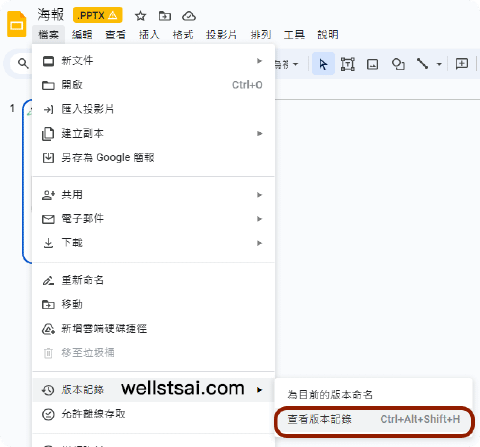 海報 .PPTX
檔案 編輯 查看 插入 格式 投影片 排列 工具 說明
1
新文件
開啟 Ctrl+O
匯入投影片
建立副本
另存為 Google 簡報
共用
電子郵件
下載
重新命名
移動
新增雲端硬碟捷徑
移至垃圾桶
版本記錄 wellstsai.com
為目前的版本命名
查看版本記錄 Ctrl+Alt+Shift+H
允許離線存取